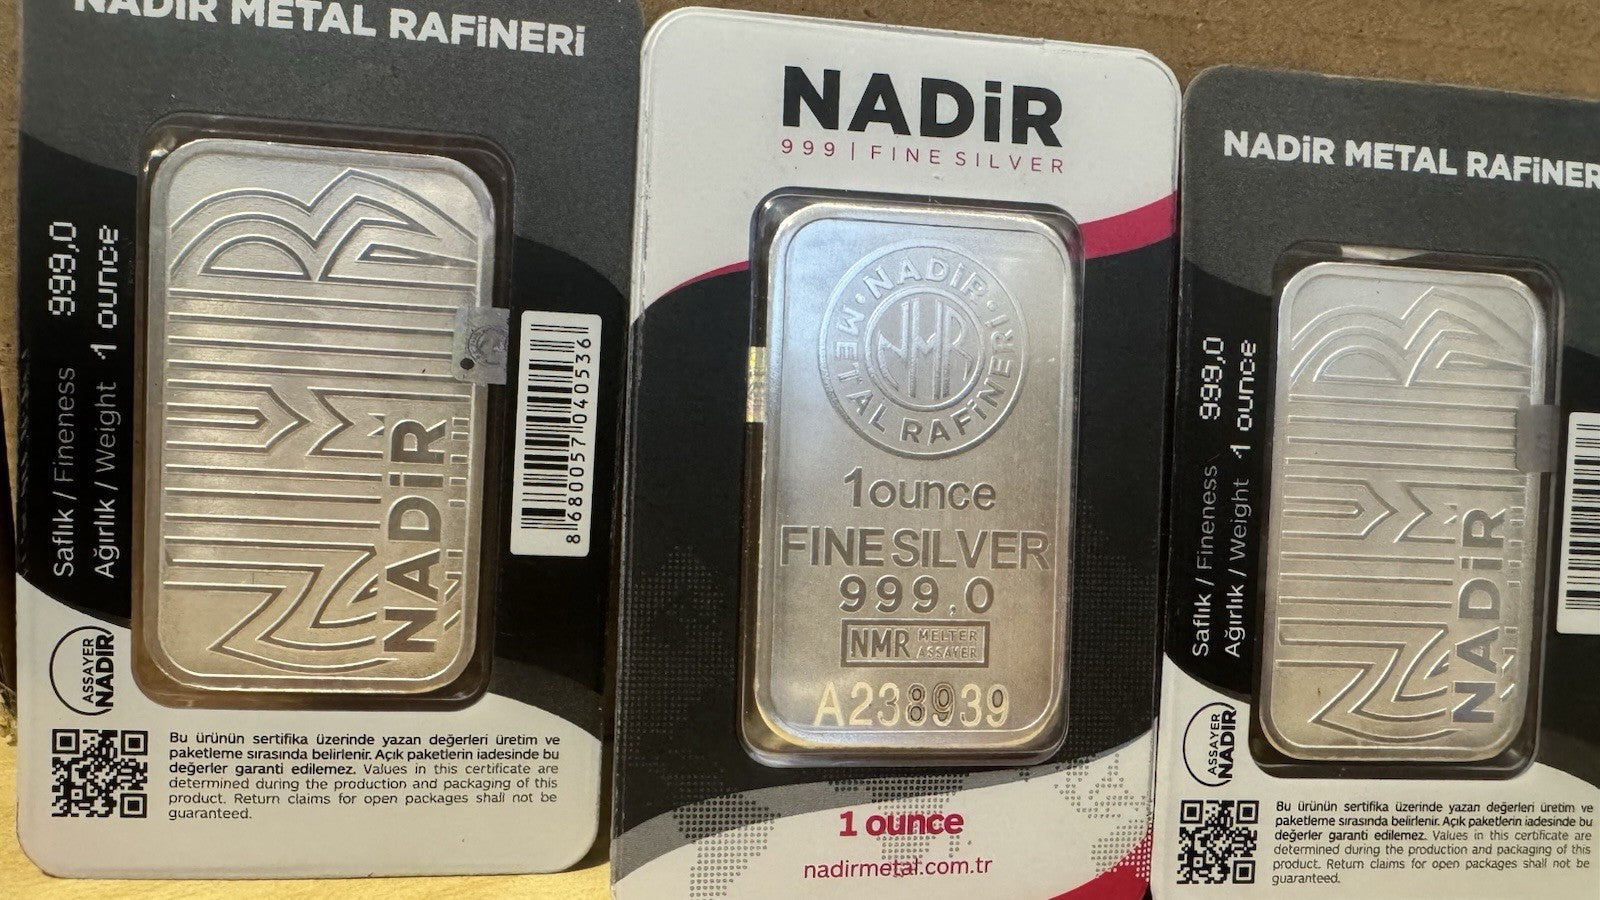 NADiR METAL RAFiNERi
Saflık / Fineness 999,0
Ağırlık / Weight 1 ounce
NADiR
8 680057 040536
ASSAYER
NADiR
Bu ürünün sertifika üzerinde yazan değerleri üretim ve
paketleme sırasında belirlenir. Açık paketlerin iadesinde bu
değerler garanti edilemez. Values in this certificate are
determined during the production and packaging of this
product. Return claims for open packages shall not be
guaranteed.
NADiR
999 | FINE SILVER
NADiR METAL RAFiNERi
NMR
1 ounce
FINE SILVER
999,0
NMR MELTER
ASSAYER
A238939
1 ounce
nadirmetal.com.tr
NADiR METAL RAFiNER
Saflık / Fineness 999,0
Ağırlık / Weight 1 ounce
NADiR
ASSAYER
NADiR
Bu ürünün sertifika üzerinde yazan değerleri üretim ve
paketleme sırasında belirlenir. Açık paketlerin iadesinde bu
değerler garanti edilemez. Values in this certificate are
determined during the production and packaging of this
product. Return claims for open packages shall not be
guaranteed.